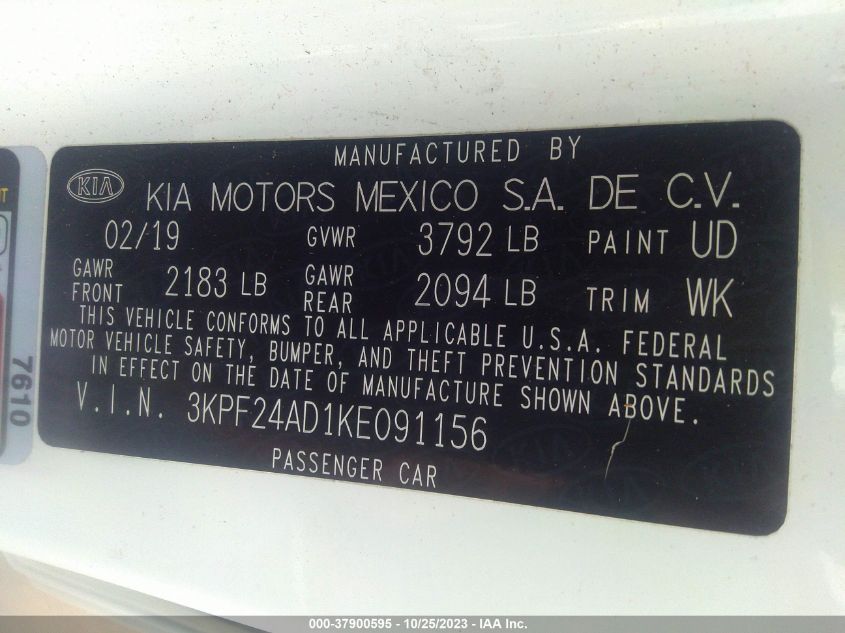 MANUFACTURED BY
KIA KIA MOTORS MEXICO S.A. DE C.V.
02/19 GVWR 3792 LB PAINT UD
GAWR FRONT 2183 LB GAWR REAR 2094 LB TRIM WK
THIS VEHICLE CONFORMS TO ALL APPLICABLE U.S.A. FEDERAL
MOTOR VEHICLE SAFETY, BUMPER, AND THEFT PREVENTION STANDARDS
IN EFFECT ON THE DATE OF MANUFACTURE SHOWN ABOVE.
V.I.N. 3KPF24AD1KE091156
PASSENGER CAR
7610
000-37900595 - 10/25/2023 - IAA Inc.